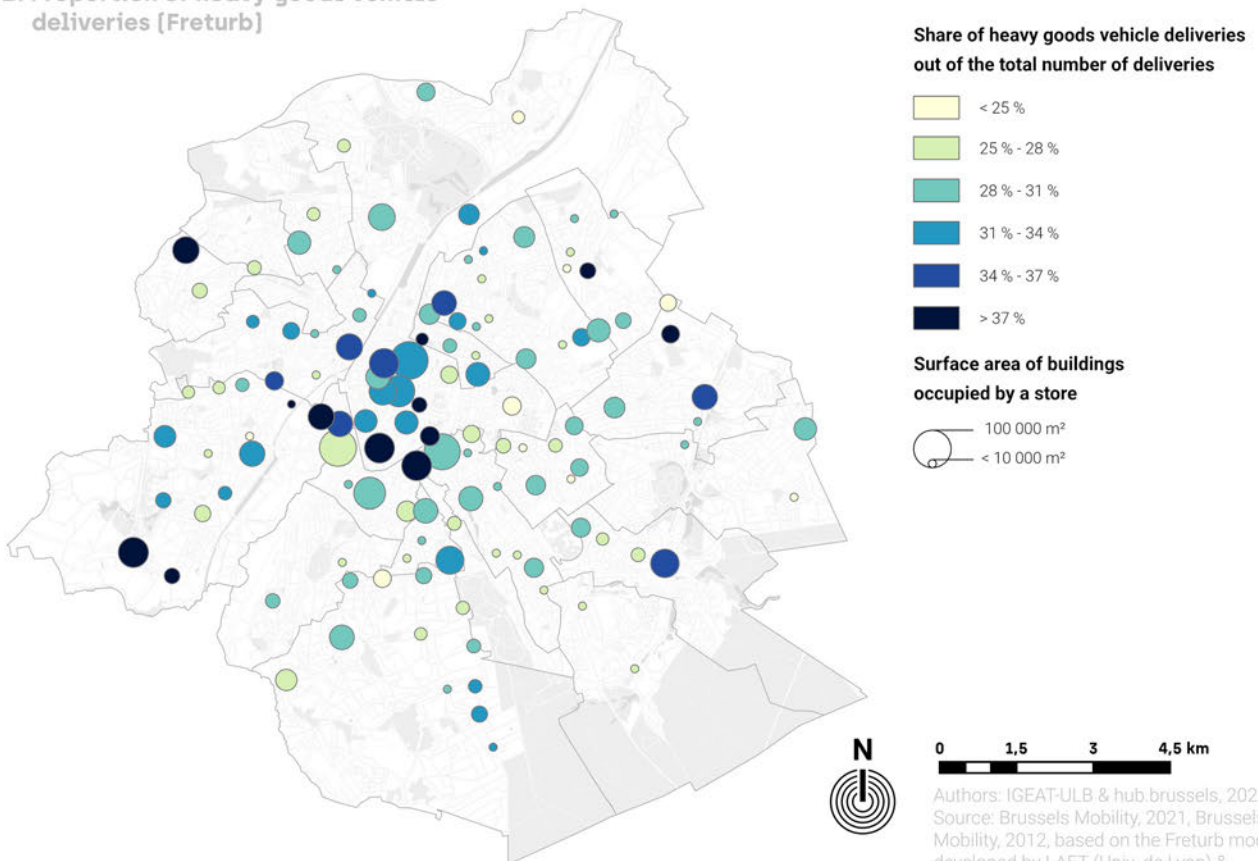 deliveries (Freturb)
Share of heavy goods vehicle deliveries
out of the total number of deliveries
< 25 %
25 % - 28 %
28 % - 31 %
31 % - 34 %
34 % - 37 %
> 37 %
Surface area of buildings
occupied by a store
100 000 m²
< 10 000 m²
N
0 1,5 3 4,5 km
Authors: IGEAT-ULB & hub.brussels, 202
Source: Brussels Mobility, 2021, Brussels
Mobility, 2012, based on the Freturb